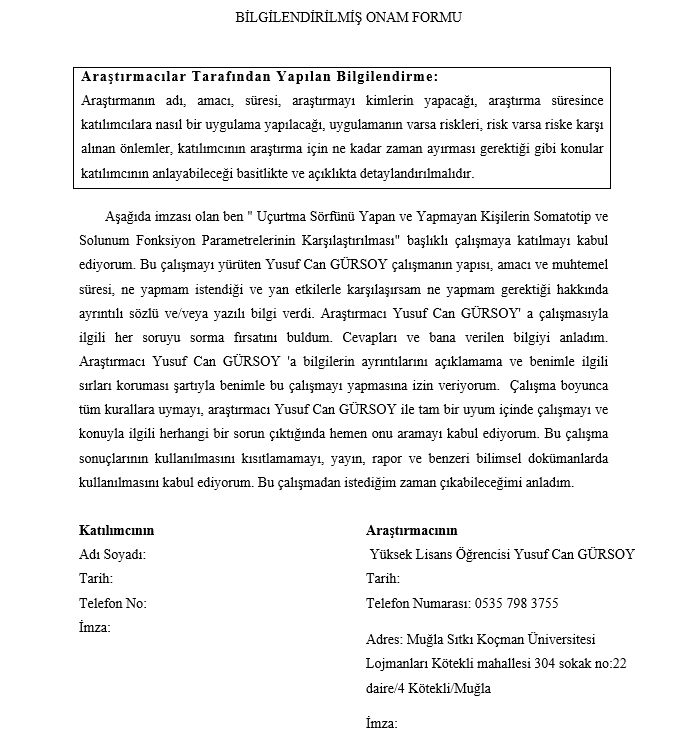 BİLGİLENDİRİLMİŞ ONAM FORMU
Araştırmacılar Tarafından Yapılan Bilgilendirme:
Araştırmanın adı, amacı, süresi, araştırmayı kimlerin yapacağı, araştırma süresince
katılımcılara nasıl bir uygulama yapılacağı, uygulamanın varsa riskleri, risk varsa riske karşı
alınan önlemler, katılımcının araştırma için ne kadar zaman ayırması gerektiği gibi konular
katılımcının anlayabileceği basitlikte ve açıklıkta detaylandırılmalıdır.
Aşağıda imzası olan ben " Uçurtma Sörfünü Yapan ve Yapmayan Kişilerin Somatotip ve
Solunum Fonksiyon Parametrelerinin Karşılaştırılması" başlıklı çalışmaya katılmayı kabul
ediyorum. Bu çalışmayı yürüten Yusuf Can GÜRSOY çalışmanın yapısı, amacı ve muhtemel
süresi, ne yapmam istendiği ve yan etkilerle karşılaşırsam ne yapmam gerektiği hakkında
ayrıntılı sözlü ve/veya yazılı bilgi verdi. Araştırmacı Yusuf Can GÜRSOY' a çalışmasıyla
ilgili her soruyu sorma fırsatını buldum. Cevapları ve bana verilen bilgiyi anladım.
Araştırmacı Yusuf Can GÜRSOY 'a bilgilerin ayrıntılarını açıklamama ve benimle ilgili
sırları koruması şartıyla benimle bu çalışmayı yapmasına izin veriyorum. Çalışma boyunca
tüm kurallara uymayı, araştırmacı Yusuf Can GÜRSOY ile tam bir uyum içinde çalışmayı ve
konuyla ilgili herhangi bir sorun çıktığında hemen onu aramayı kabul ediyorum. Bu çalışma
sonuçlarının kullanılmasını kısıtlamamayı, yayın, rapor ve benzeri bilimsel dokümanlarda
kullanılmasını kabul ediyorum. Bu çalışmadan istediğim zaman çıkabileceğimi anladım.
Katılımcının
Adı Soyadı:
Tarih:
Telefon No:
İmza:
Araştırmacının
Yüksek Lisans Öğrencisi Yusuf Can GÜRSOY
Tarih:
Telefon Numarası: 0535 798 3755
Adres: Muğla Sıtkı Koçman Üniversitesi
Lojmanları Kötekli mahallesi 304 sokak no:22
daire/4 Kötekli/Muğla
İmza: